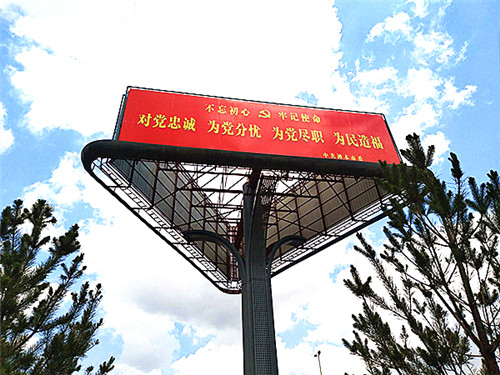 不忘初心 牢记使命
对党忠诚 为党分忧 为党尽职 为民造福